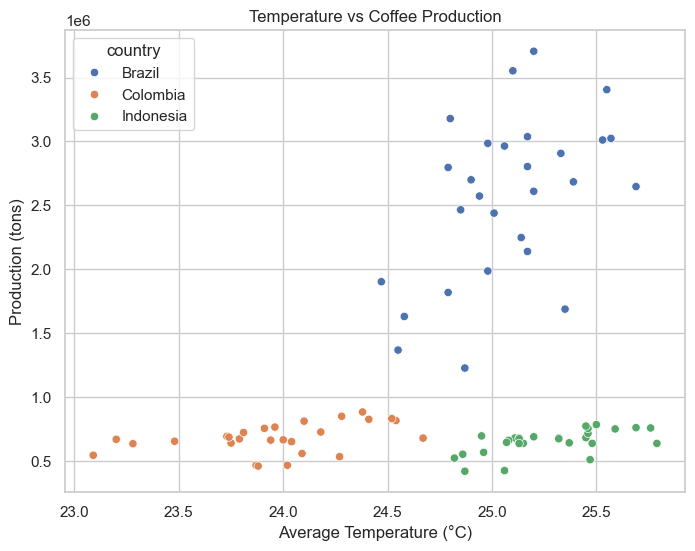 Temperature vs Coffee Production
1e6
country
Brazil
Colombia
Indonesia
3.5
3.0
2.5
2.0
1.5
1.0
0.5
Production (tons)
23.0 23.5 24.0 24.5 25.0 25.5
Average Temperature (°C)